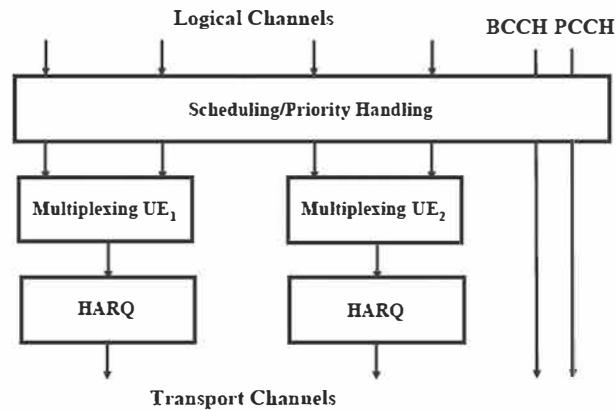 Logical Channels
BCCH PCCH
Scheduling/Priority Handling
Multiplexing UE1
Multiplexing UE2
HARQ
HARQ
Transport Channels